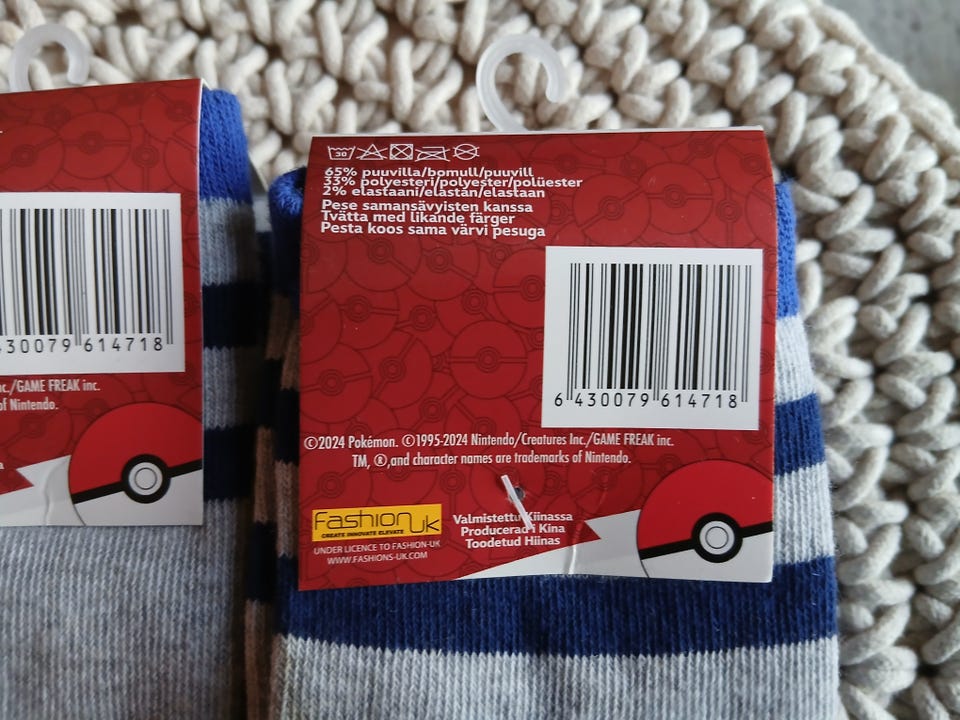 30
65% puuvilla/bomull/puuvill
33% polyesteri/polyester/polüester
2% elastaani/elastan/elastaan
Pese samansävyisten kanssa
Tvätta med likande färger
Pesta koos sama värvi pesuga
6 430079 614718
©2024 Pokémon. ©1995-2024 Nintendo/Creatures Inc./GAME FREAK inc.
TM, ®,and character names are trademarks of Nintendo.
Fashion uk
CREATE INNOVATE ELEVATE
UNDER LICENCE TO FASHION-UK
WWW.FASHIONS-UK.COM
Valmistettu Kiinassa
Producerad i Kina
Toodetud Hiinas
430079 614718
nc./GAME FREAK inc.
of Nintendo.